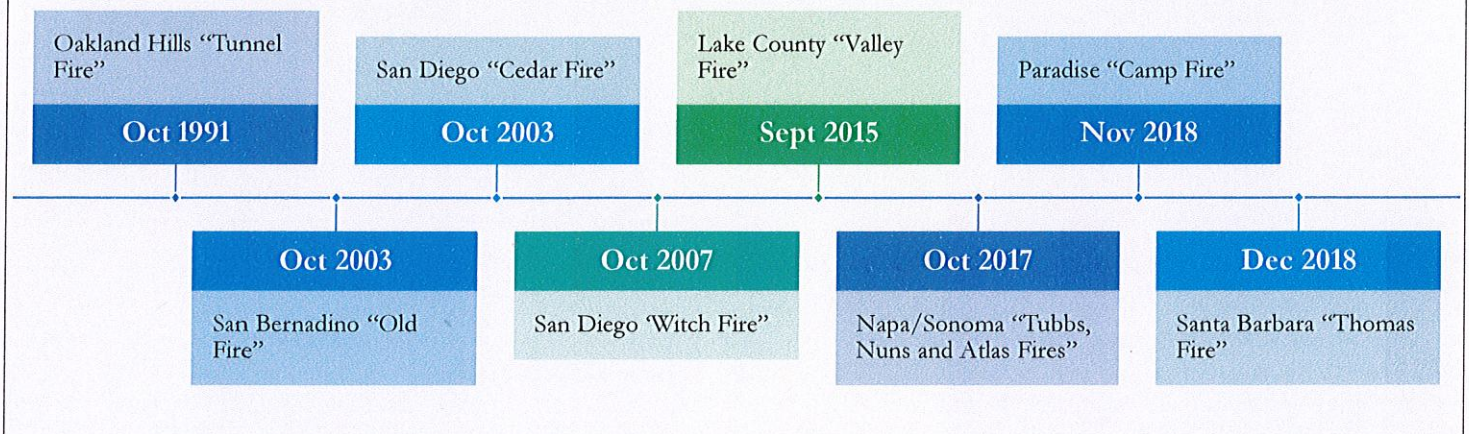 Oakland Hills “Tunnel
Fire”
Oct 1991
Oct 2003
San Bernadino “Old
Fire”
San Diego “Cedar Fire”
Oct 2003
Oct 2007
San Diego ‘Witch Fire”
Lake County “Valley
Fire”
Sept 2015
Oct 2017
Napa/Sonoma “Tubbs,
Nuns and Atlas Fires”
Paradise “Camp Fire”
Nov 2018
Dec 2018
Santa Barbara “Thomas
Fire”